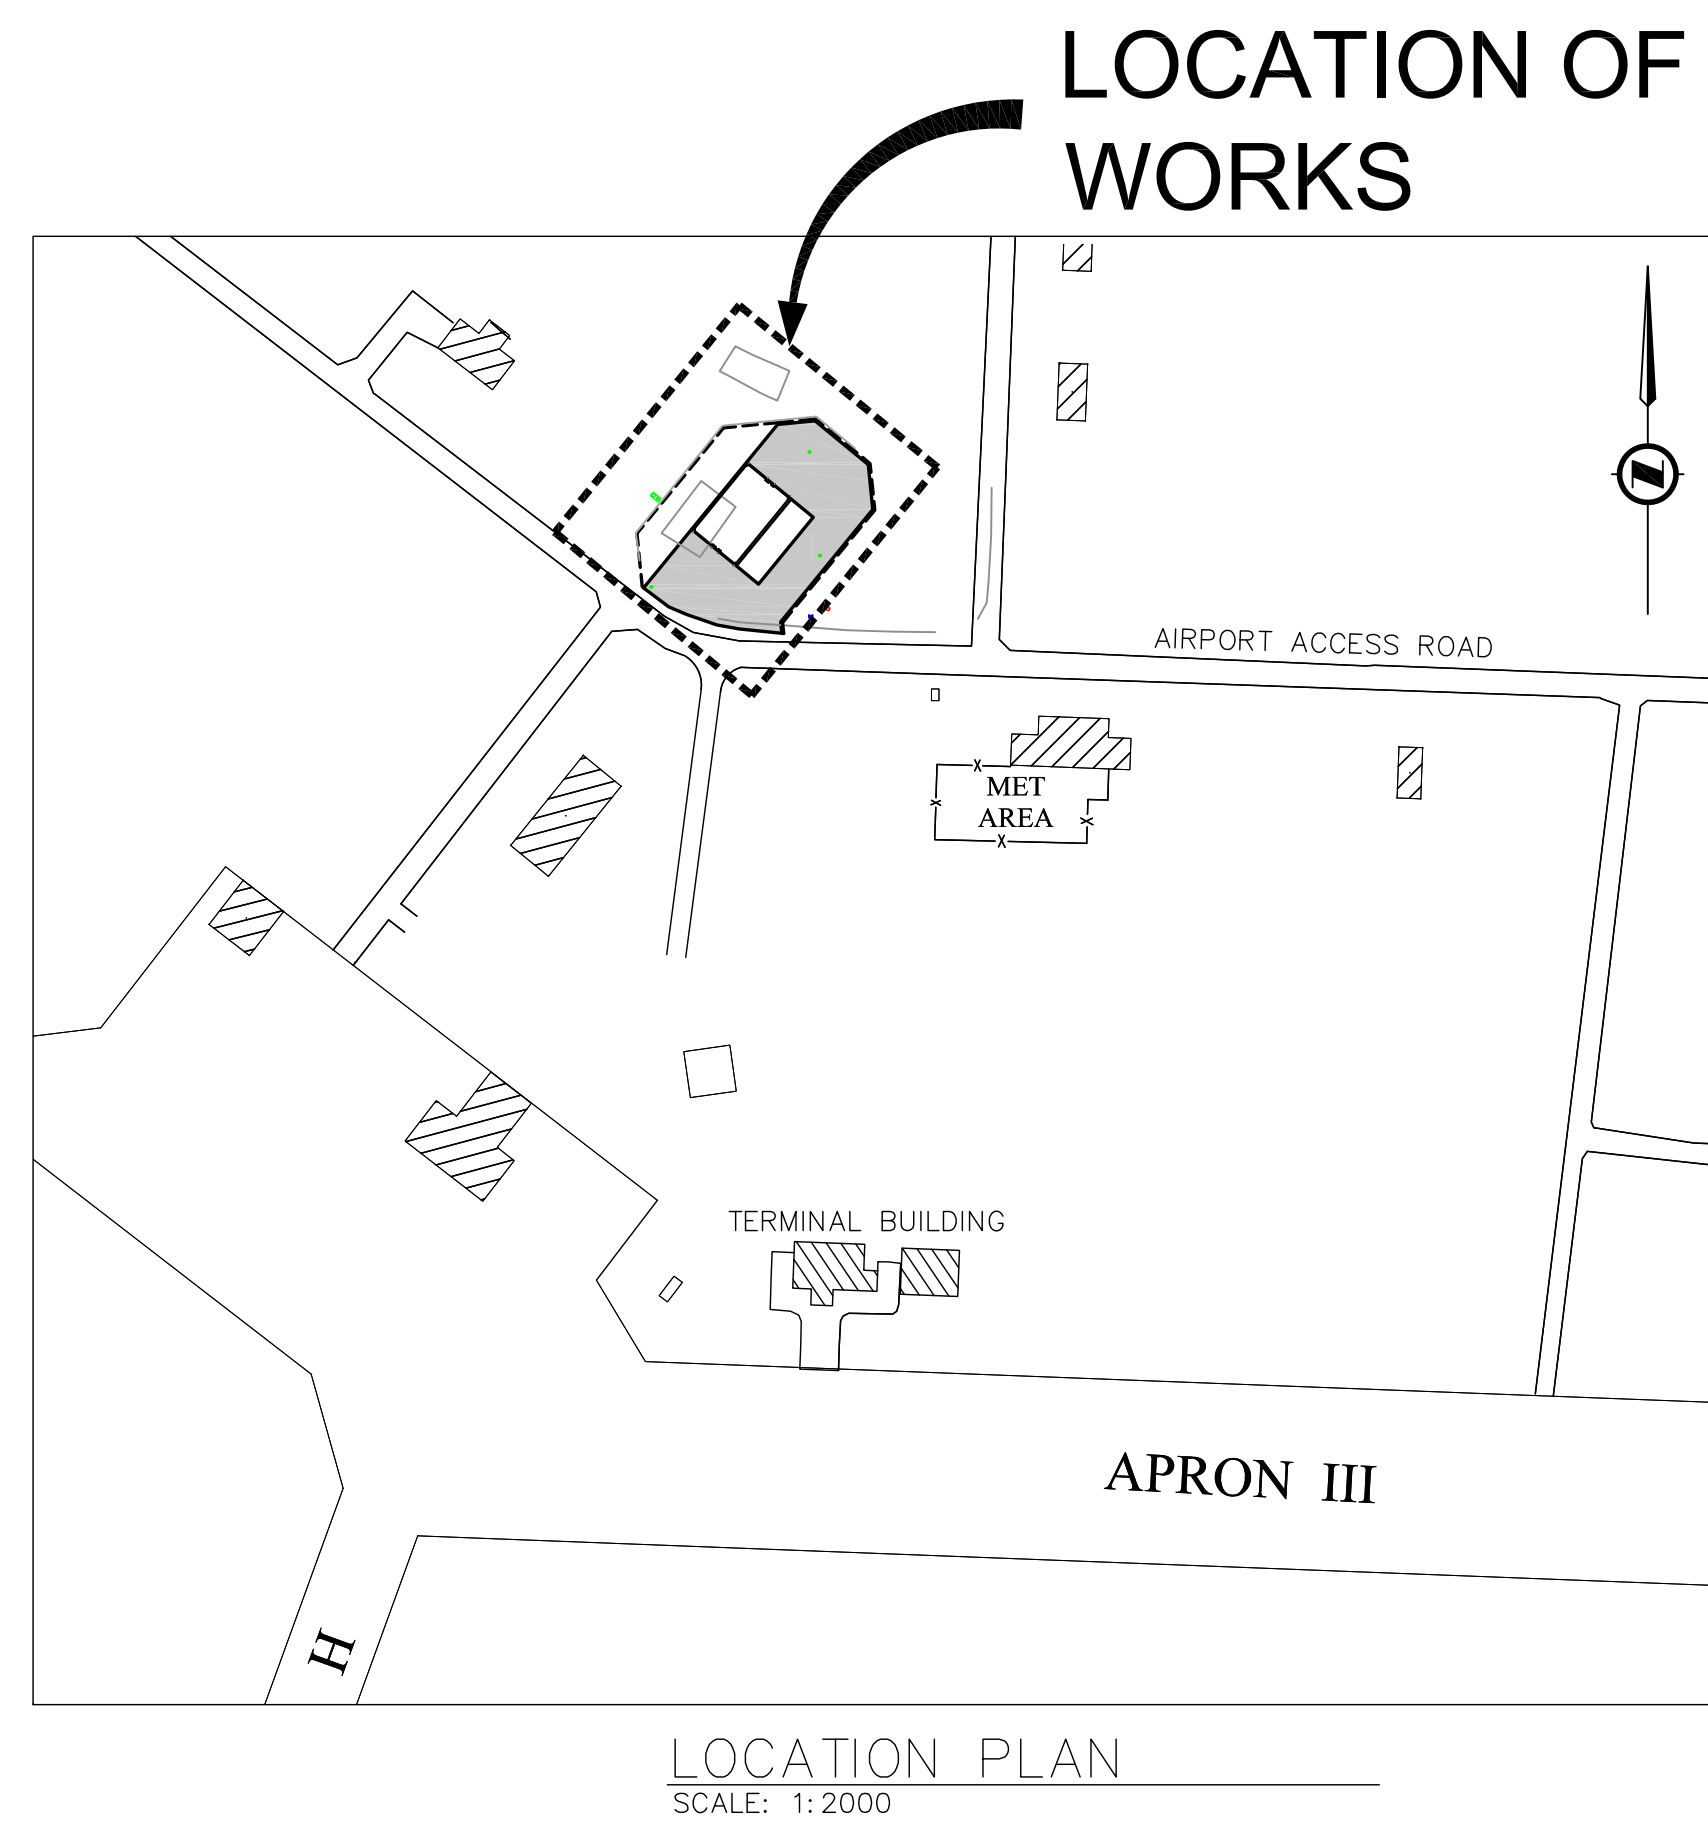 LOCATION OF
WORKS
N
AIRPORT ACCESS ROAD
MET
AREA
TERMINAL BUILDING
APRON III
H
LOCATION PLAN
SCALE: 1:2000